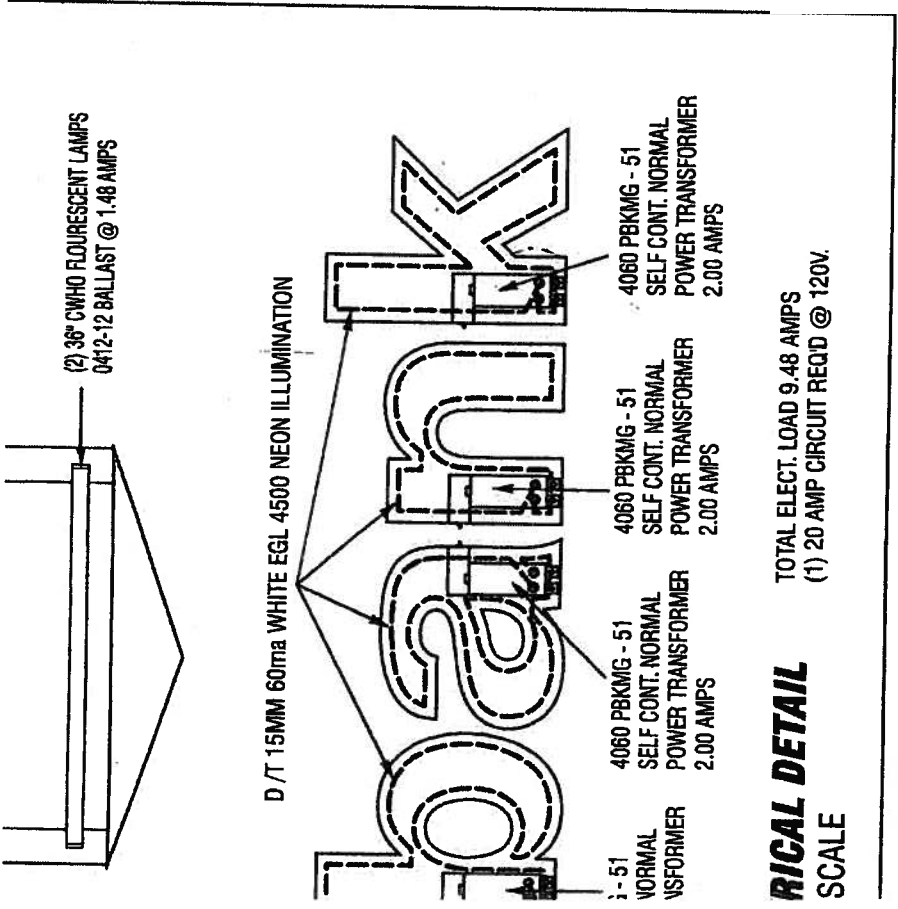 (2) 36" CWHO FLOURESCENT LAMPS
0412-12 BALLAST @ 1.48 AMPS
D/T 15MM 60ma WHITE EGL 4500 NEON ILLUMINATION
bank
- 51
NORMAL
NSFORMER
4060 PBKMG - 51
SELF CONT. NORMAL
POWER TRANSFORMER
2.00 AMPS
4060 PBKMG - 51
SELF CONT. NORMAL
POWER TRANSFORMER
2.00 AMPS
4060 PBKMG - 51
SELF CONT. NORMAL
POWER TRANSFORMER
2.00 AMPS
RICAL DETAIL
SCALE
TOTAL ELECT. LOAD 9.48 AMPS
(1) 20 AMP CIRCUIT REQ'D @ 120V.